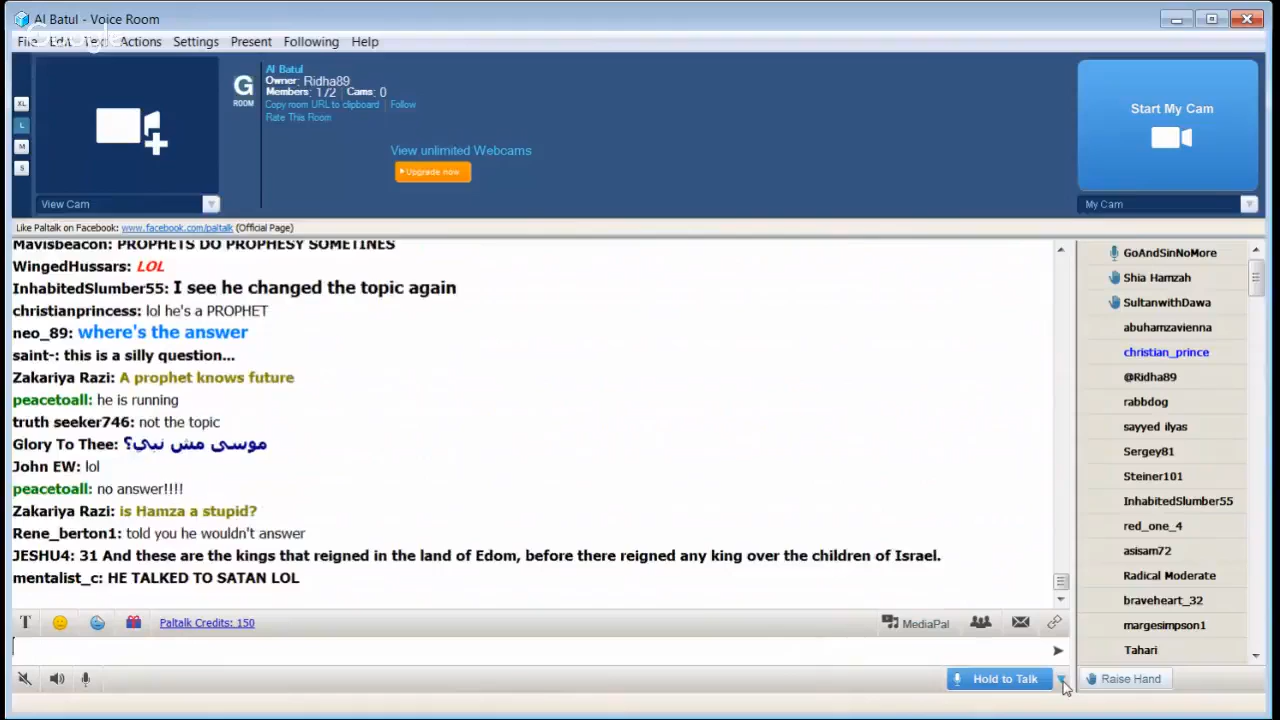 Al Batul - Voice Room
Google
File Edit Text Actions Settings Present Following Help
G ROOM
Al Batul
Owner: Ridha89
Members: 172 Cams: 0
Copy room URL to clipboard Follow
Rate This Room
View unlimited Webcams
Upgrade now
Start My Cam
XL
L
M
S
View Cam
My Cam
Like Paltalk on Facebook: www.facebook.com/paltalk (Official Page)
Mavisbeacon: PROPHETS DO PROPHESY SOMETINES
WingedHussars: LOL
InhabitedSlumber55: I see he changed the topic again
christianprincess: lol he's a PROPHET
neo_89: where's the answer
saint-: this is a silly question...
Zakariya Razi: A prophet knows future
peacetoall: he is running
truth seeker746: not the topic
Glory To Thee: موسى مش نبي؟
John EW: lol
peacetoall: no answer!!!!
Zakariya Razi: is Hamza a stupid?
Rene_berton1: told you he wouldn't answer
JESHU4: 31 And these are the kings that reigned in the land of Edom, before there reigned any king over the children of Israel.
mentalist_c: HE TALKED TO SATAN LOL
GoAndSinNoMore
Shia Hamzah
SultanwithDawa
abuhamzavienna
christian_prince
@Ridha89
rabbdog
sayyed ilyas
Sergey81
Steiner101
InhabitedSlumber55
red_one_4
asisam72
Radical Moderate
braveheart_32
margesimpson1
Tahari
T Paltalk Credits: 150 MediaPal
Hold to Talk Raise Hand